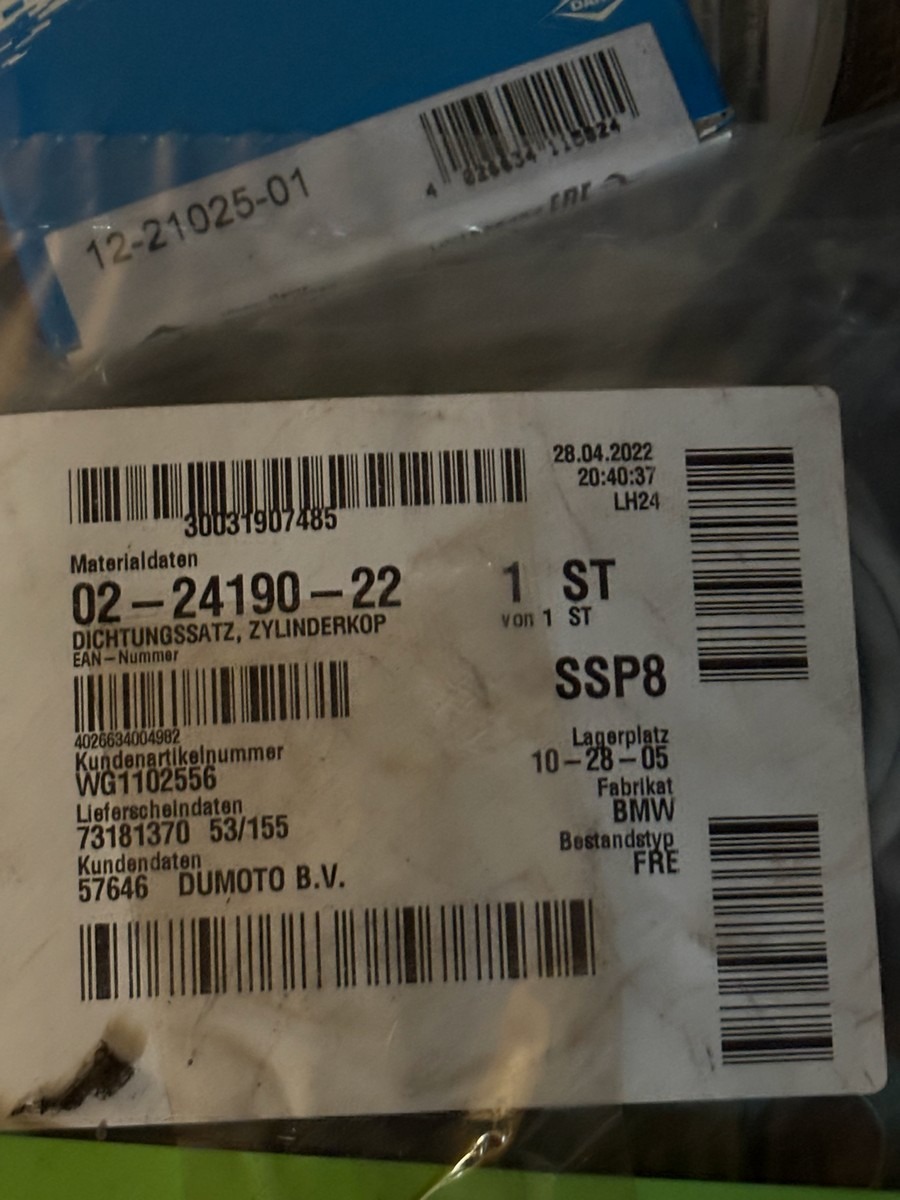 12-21025-01
28.04.2022
20:40:37
LH24
30031907485
Materialdaten
02-24190-22
1 ST
von 1 ST
DICHTUNGSSATZ, ZYLINDERKOP
EAN-Nummer
SSP8
4026634004982
Kundenartikelnummer
WG1102556
Lagerplatz
10-28-05
Lieferscheindaten
73181370 53/155
Fabrikat
BMW
Kundendaten
57646 DUMOTO B.V.
Bestandstyp
FRE